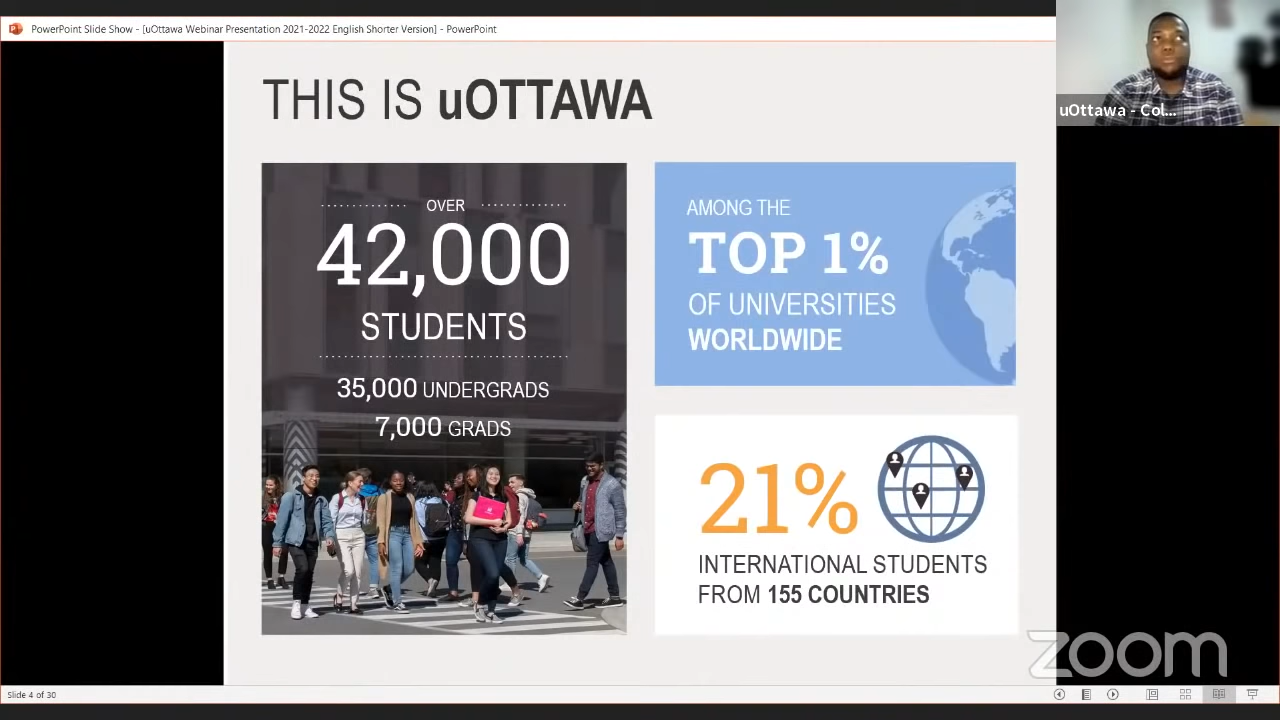 PowerPoint Slide Show - [uOttawa Webinar Presentation 2021-2022 English Shorter Version] - PowerPoint
uOttawa - Col...
THIS IS uOTTAWA
OVER
42,000
STUDENTS
35,000 UNDERGRADS
7,000 GRADS
AMONG THE
TOP 1%
OF UNIVERSITIES
WORLDWIDE
21%
INTERNATIONAL STUDENTS
FROM 155 COUNTRIES
zoom
Slide 4 of 30